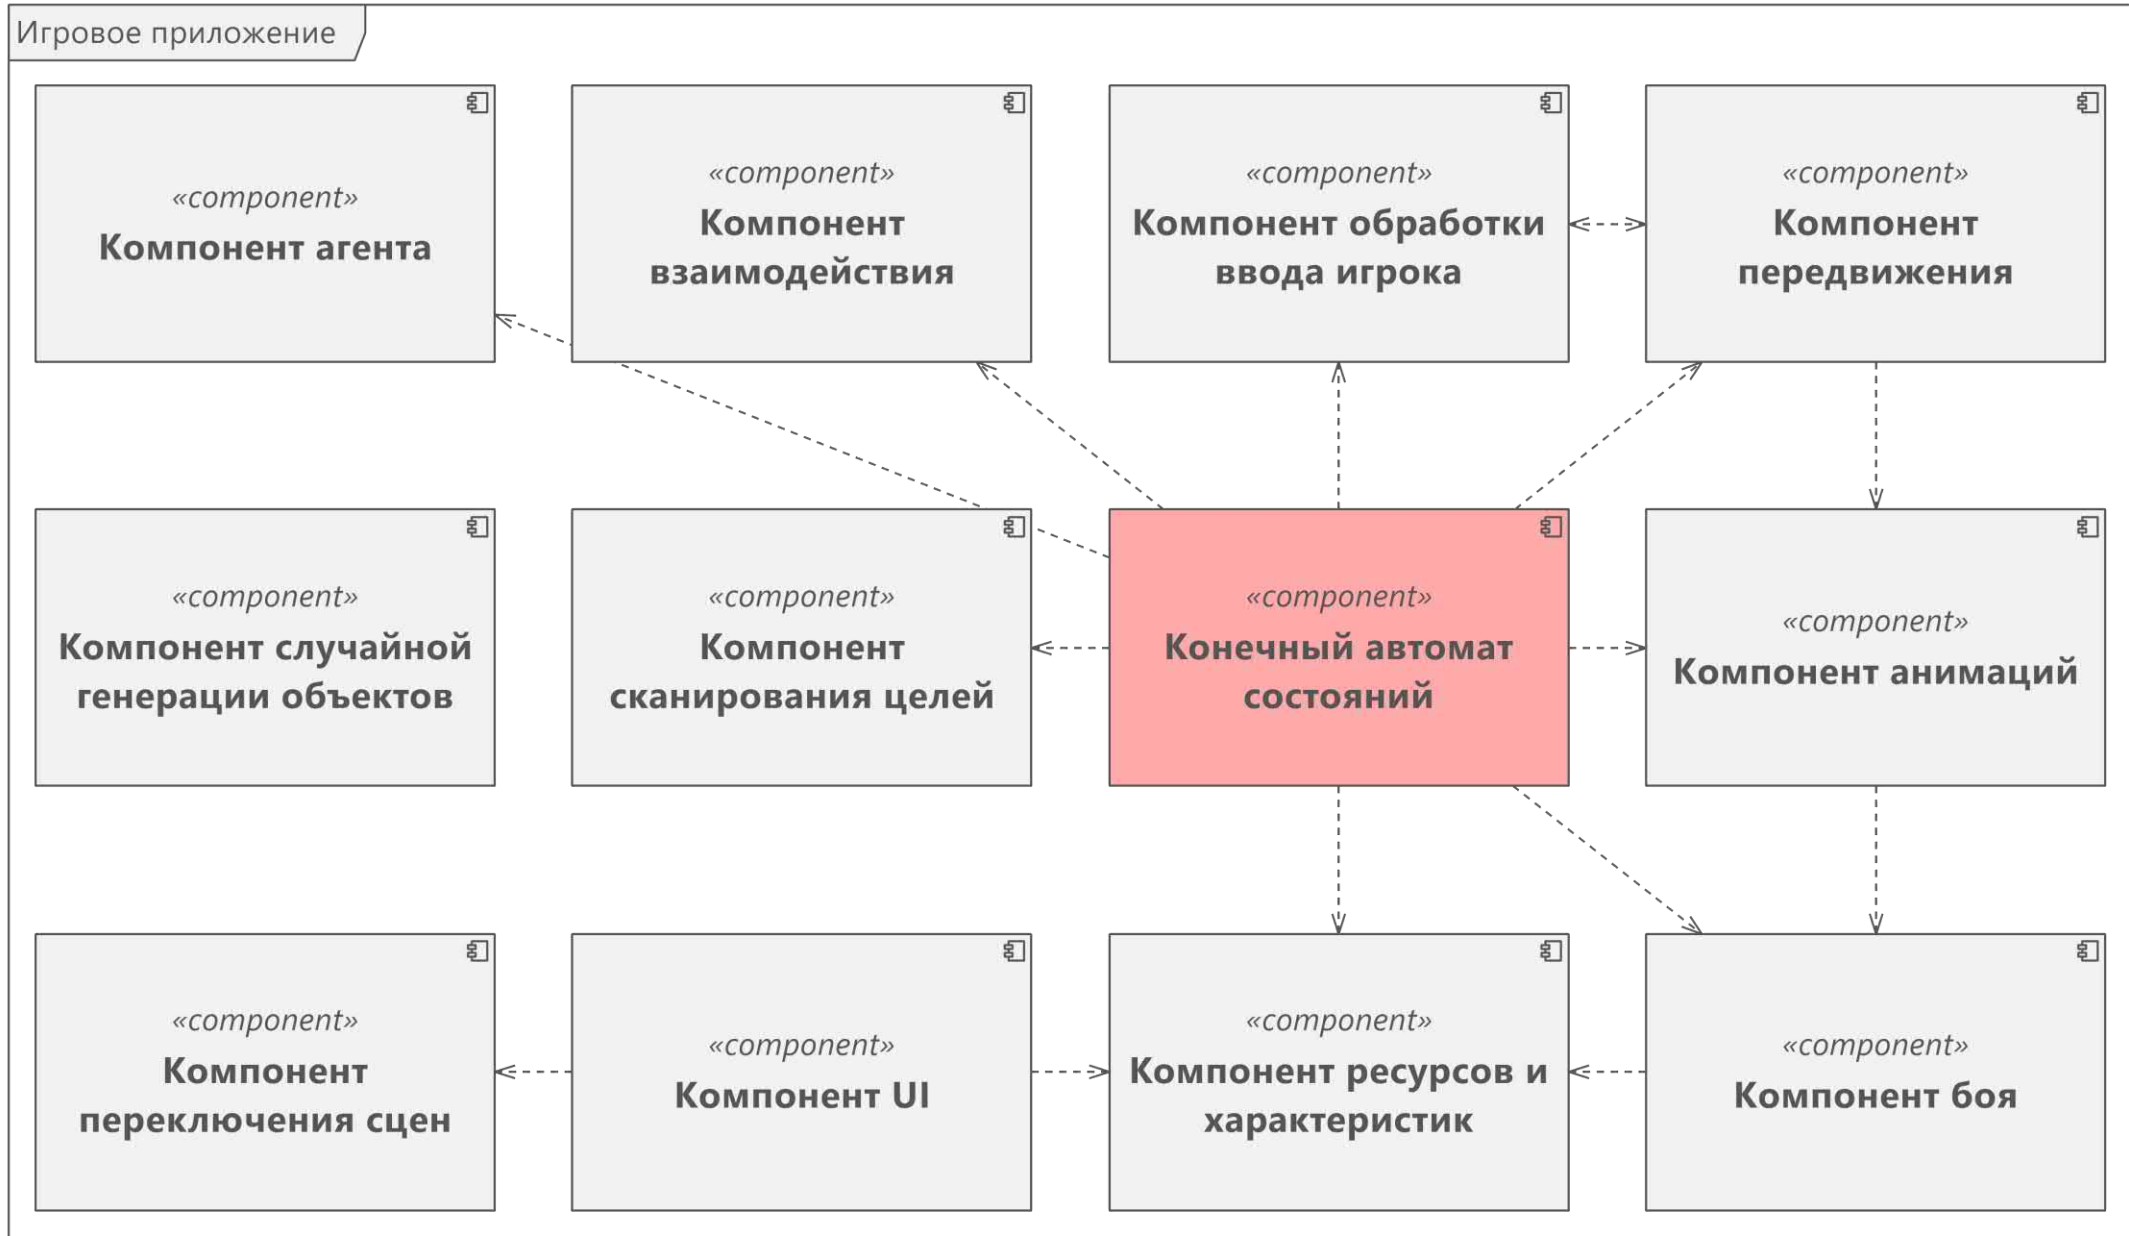 Игровое приложение
«component»
Компонент агента
«component»
Компонент
взаимодействия
«component»
Компонент обработки
ввода игрока
«component»
Компонент
передвижения
«component»
Компонент случайной
генерации объектов
«component»
Компонент
сканирования целей
«component»
Конечный автомат
состояний
«component»
Компонент анимаций
«component»
Компонент
переключения сцен
«component»
Компонент UI
«component»
Компонент ресурсов и
характеристик
«component»
Компонент боя